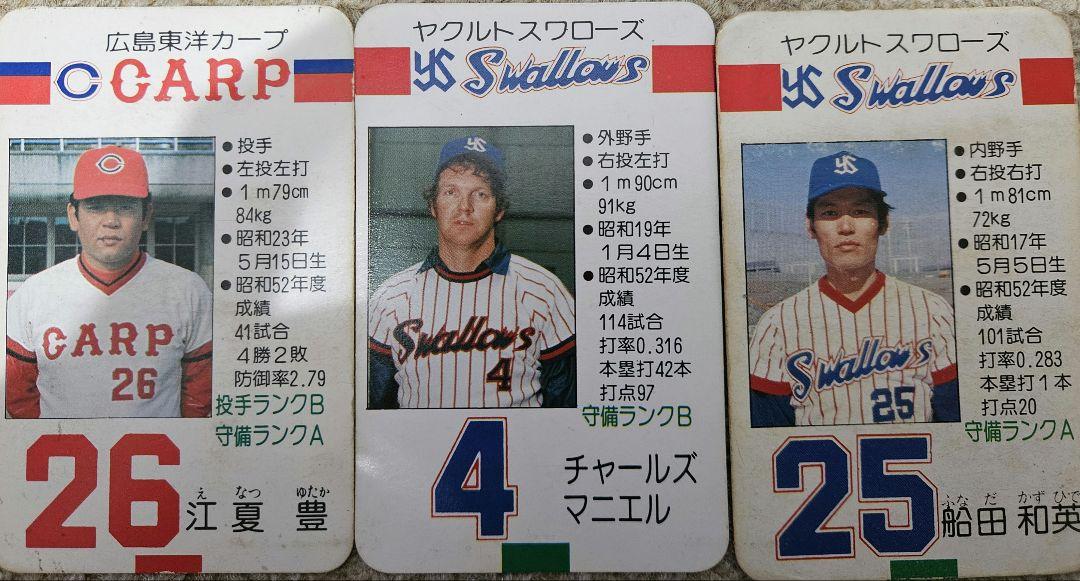 広島東洋カープ
C CARP
●投手
●左投左打
●1m79cm
84kg
●昭和23年
5月15日生
●昭和52年度
成績
41試合
4勝2敗
防御率2.79
投手ランクB
守備ランクA
CARP
26
26
え なつ ゆたか
江夏 豊
ヤクルトスワローズ
YS Swallows
●外野手
●右投左打
●1m90cm
91kg
●昭和19年
1月4日生
●昭和52年度
成績
114試合
打率0.316
本塁打42本
打点97
守備ランクB
YS
Swallows
4
4
チャールズ
マニエル
ヤクルトスワローズ
YS Swallows
●内野手
●右投右打
●1m81cm
72kg
●昭和17年
5月5日生
●昭和52年度
成績
101試合
打率0.283
本塁打1本
打点20
守備ランクA
YS
Swallows
25
25
ふな だ かず ひで
船田 和英